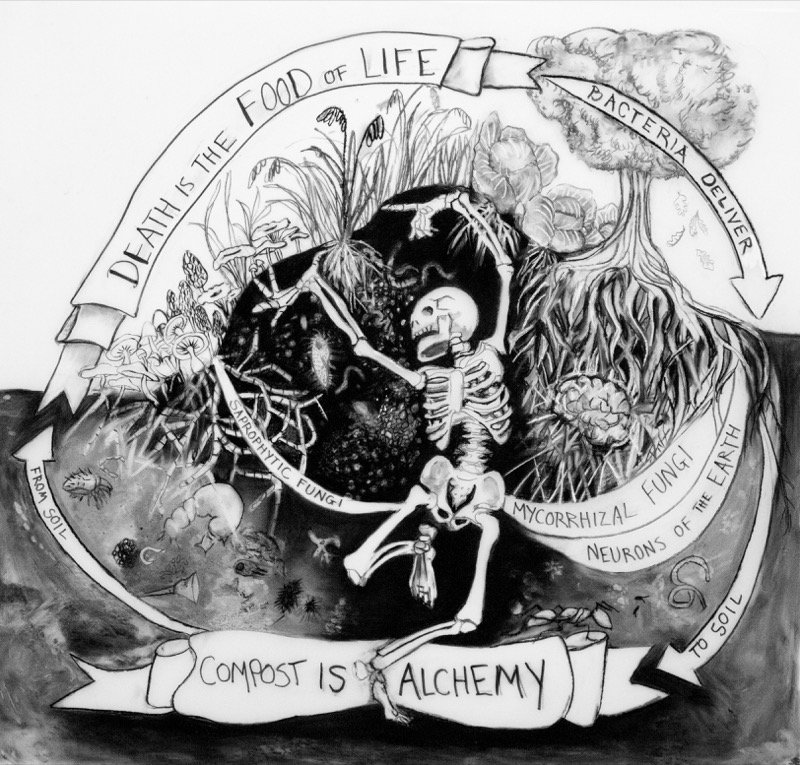 DEATH IS THE FOOD OF LIFE
BACTERIA DELIVER
SAPROPHYTIC FUNGI
MYCORRHIZAL FUNGI
NEURONS OF THE EARTH
FROM SOIL
TO SOIL
COMPOST IS ALCHEMY